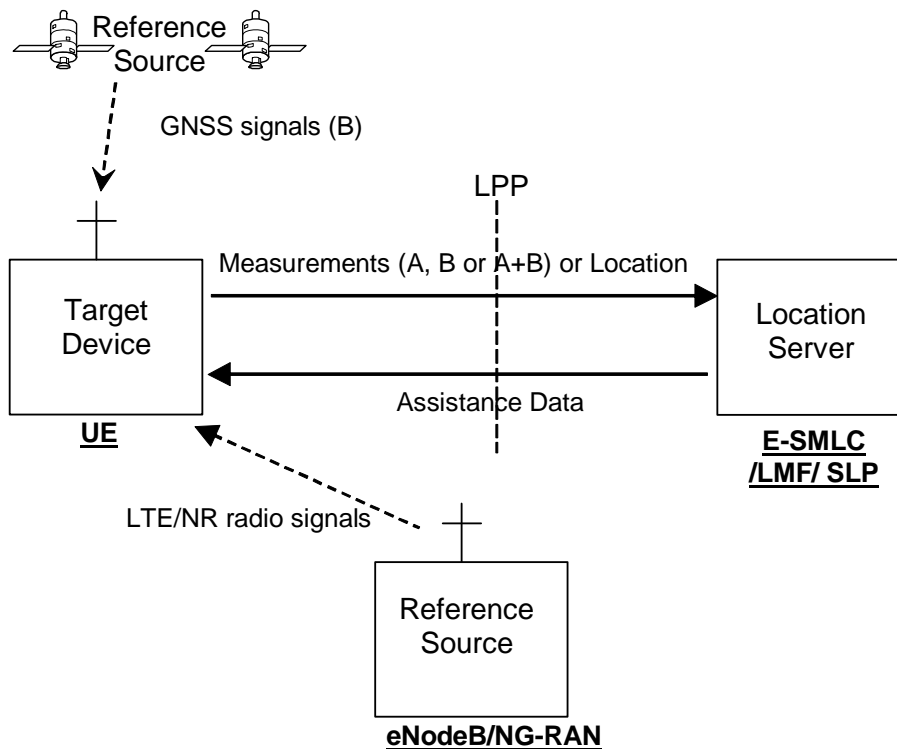 Reference
Source
GNSS signals (B)
LPP
Measurements (A, B or A+B) or Location
Target
Device
Location
Server
Assistance Data
UE
E-SMLC
/LMF/ SLP
LTE/NR radio signals
Reference
Source
eNodeB/NG-RAN